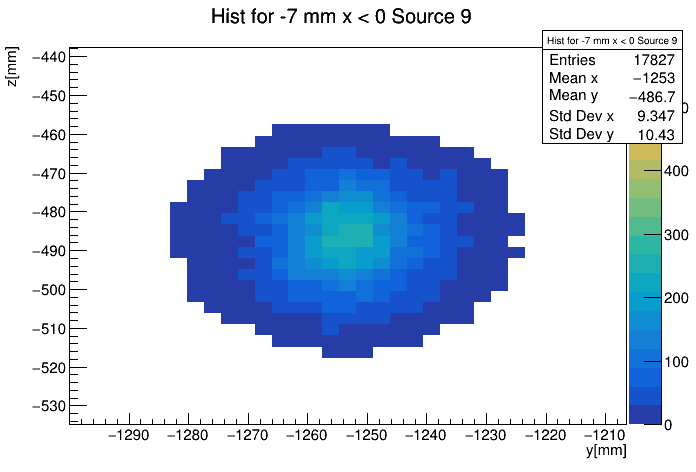 Hist for -7 mm x < 0 Source 9
z[mm]
Hist for -7 mm x < 0 Source 9
Entries 17827
Mean x −1253
Mean y −486.7
Std Dev x 9.347
Std Dev y 10.43
−440
−450
−460
−470
−480
−490
−500
−510
−520
−530
0
400
300
200
100
0
−1290 −1280 −1270 −1260 −1250 −1240 −1230 −1220 −1210
y[mm]